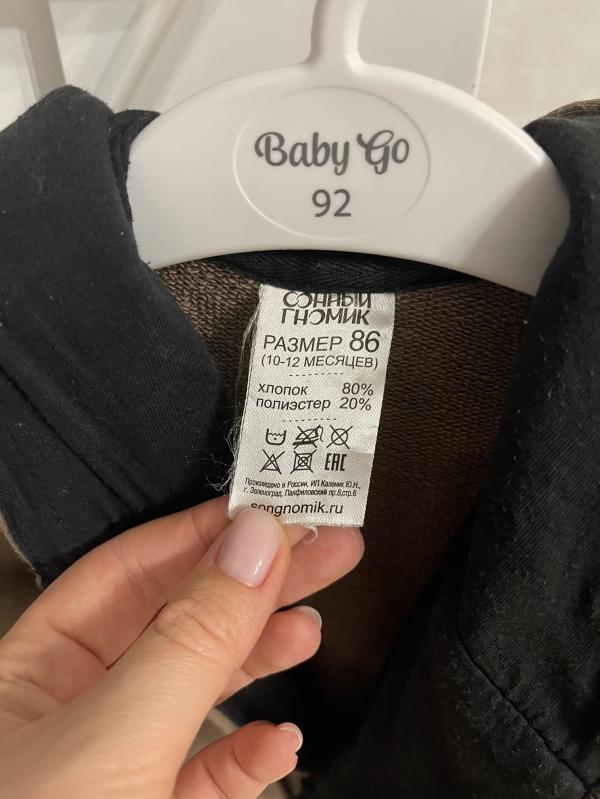 Baby Go
92
СОННЫЙ
ГНОМИК
РАЗМЕР 86
(10-12 МЕСЯЦЕВ)
хлопок 80%
полиэстер 20%
EAC
Произведено в России, ИП Каленик Ю.Н.,
г. Зеленоград, Панфиловский пр.8,стр.6
songnomik.ru